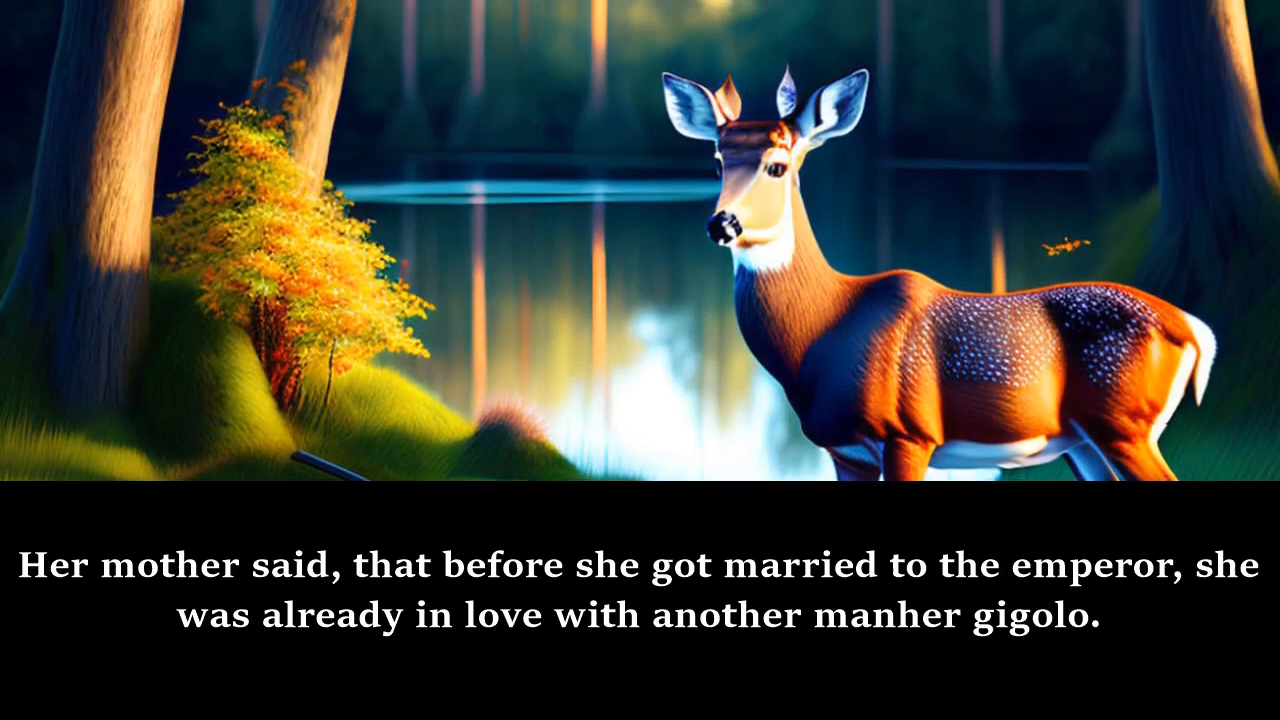 Her mother said, that before she got married to the emperor, she
was already in love with another manher gigolo.